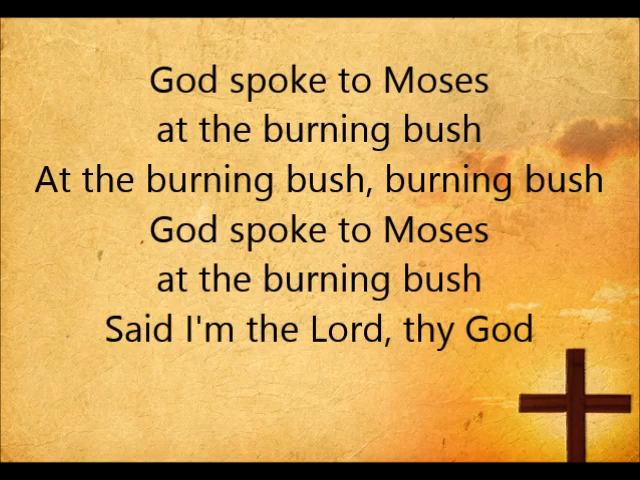 God spoke to Moses
at the burning bush
At the burning bush, burning bush
God spoke to Moses
at the burning bush
Said I'm the Lord, thy God